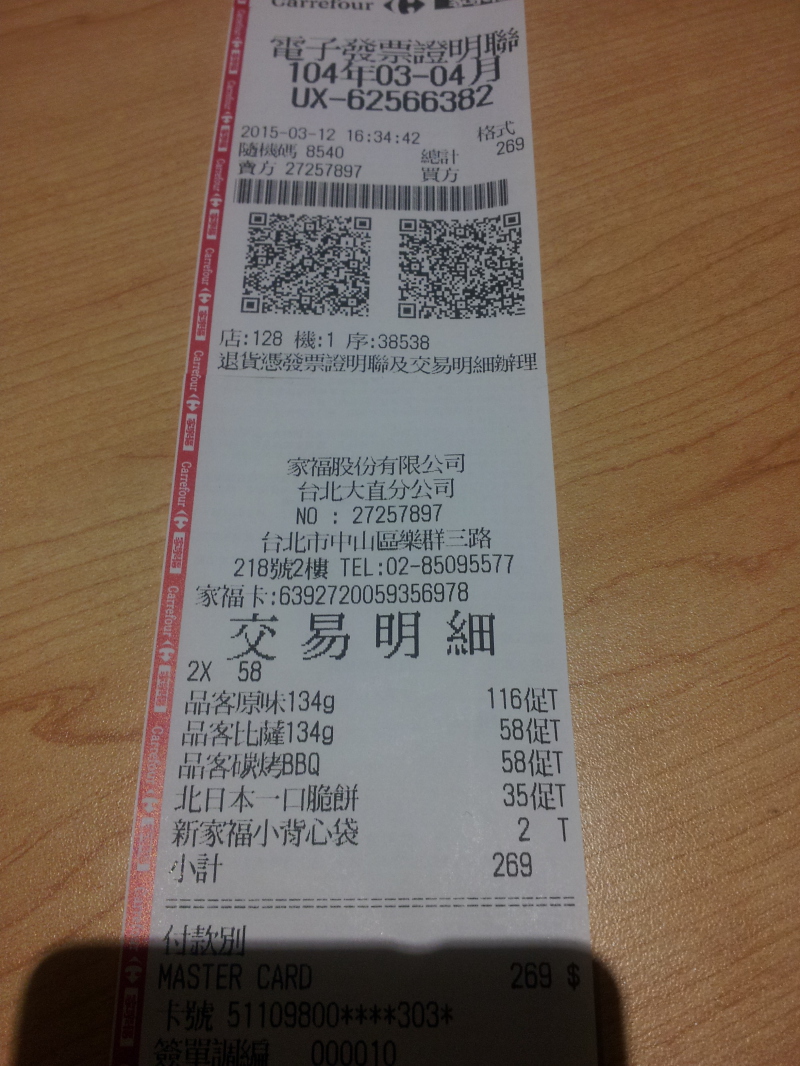 Carrefour
電子發票證明聯
104年03-04月
UX-62566382
2015-03-12 16:34:42 格式
隨機碼 8540 總計 269
賣方 27257897 買方
店:128 機:1 序:38538
退貨憑發票證明聯及交易明細辦理
家福股份有限公司
台北大直分公司
NO : 27257897
台北市中山區樂群三路
218號2樓 TEL:02-85095577
家福卡:6392720059356978
交易明細
2X 58
品客原味134g 116促T
品客比薩134g 58促T
品客碳烤BBQ 58促T
北日本一口脆餅 35促T
新家福小背心袋 2 T
小計 269
付款別
MASTER CARD 269 $
卡號 51109800****303*
簽單調編 000010